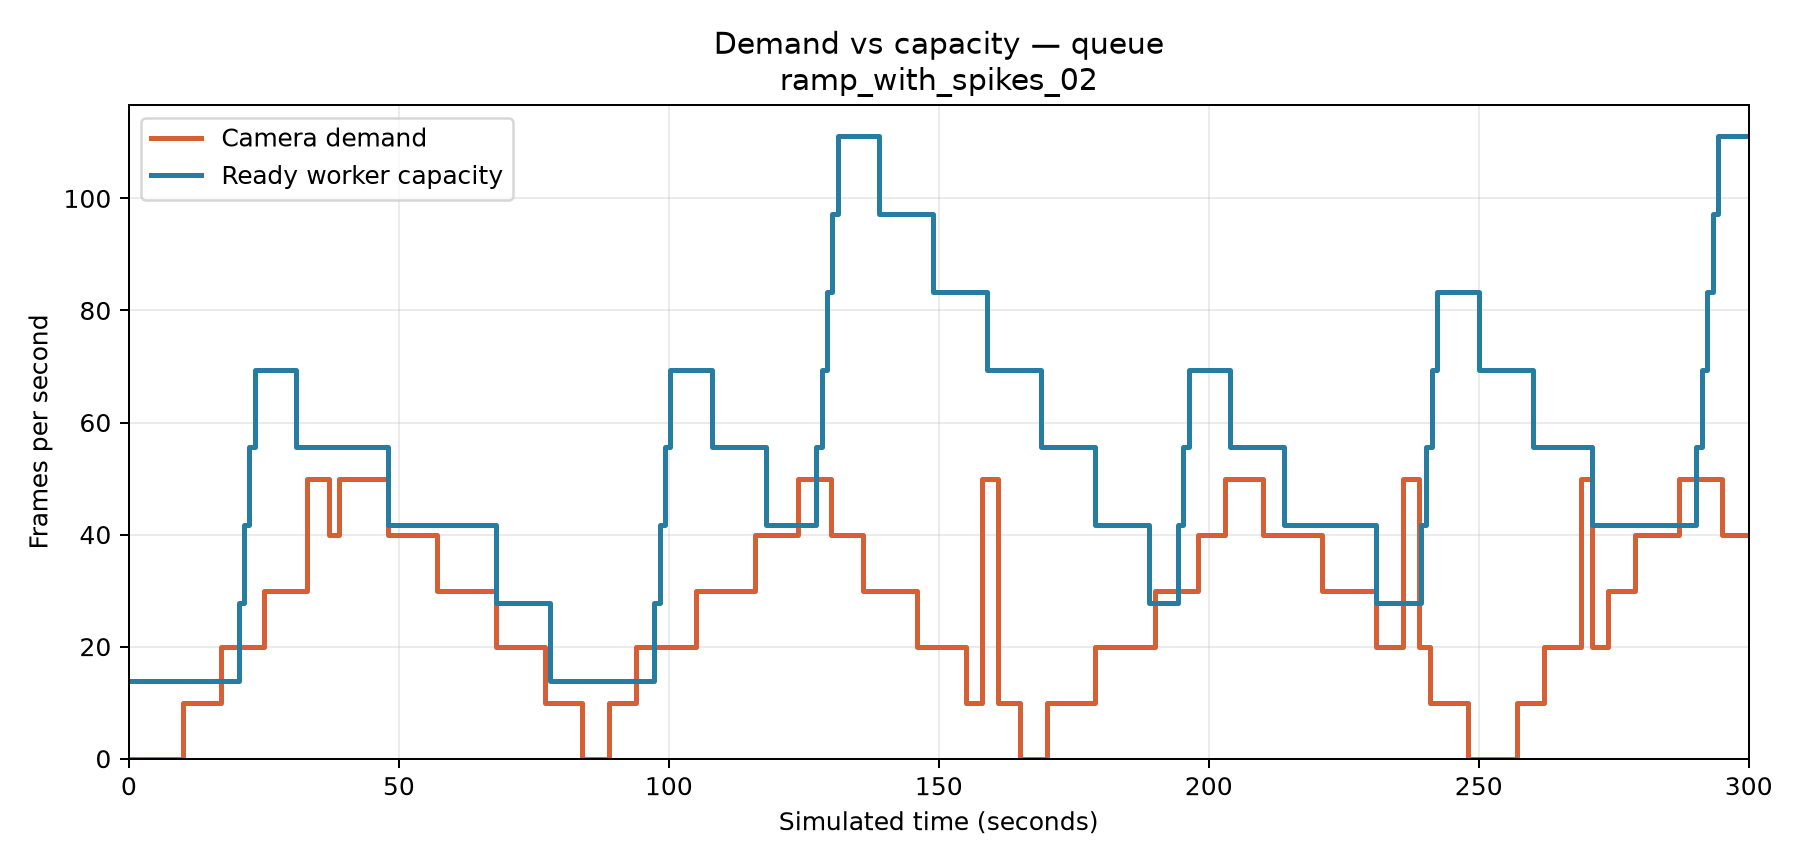 Demand vs capacity — queue
ramp_with_spikes_02
Camera demand
Ready worker capacity
Frames per second
100
80
60
40
20
0
0 50 100 150 200 250 300
Simulated time (seconds)